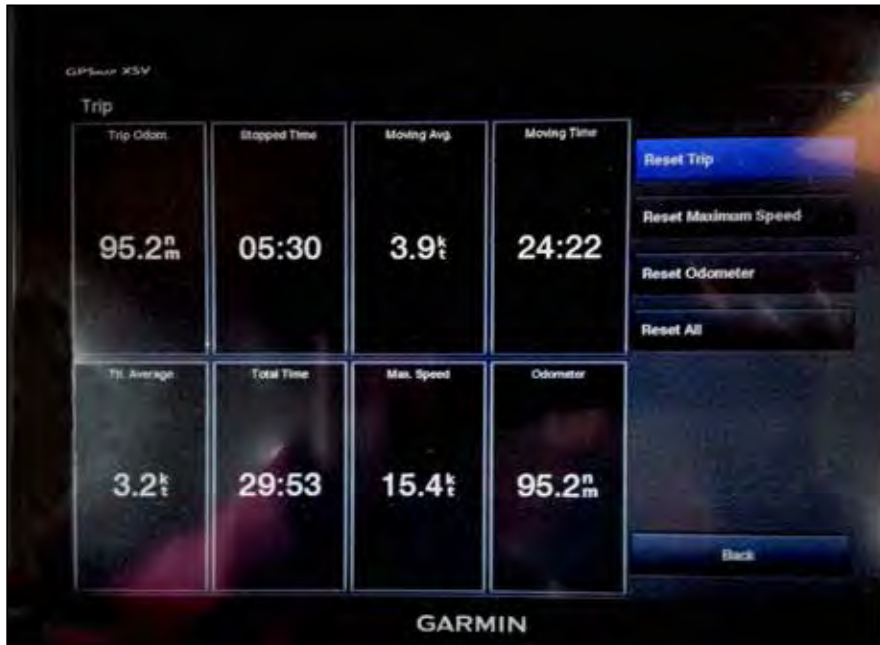 GPSMAP XSV
Trip
Trip Odom. Stopped Time Moving Avg. Moving Time
95.2nm 05:30 3.9kt 24:22
Reset Trip
Reset Maximum Speed
Reset Odometer
Reset All
Ttl. Average Total Time Max. Speed Odometer
3.2kt 29:53 15.4kt 95.2nm
Back
GARMIN